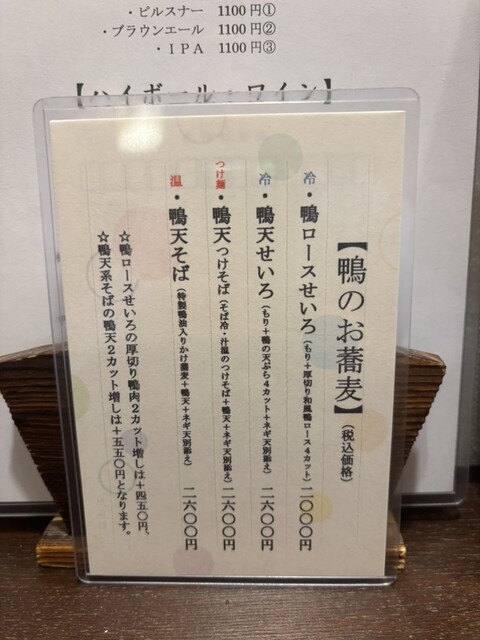 ・ピルスナー 1100円①
・ブラウンエール 1100円②
・IPA 1100円③
【ハイボール・ワイン】
【鴨のお蕎麦】(税込価格)
冷・鴨ロースせいろ(もり+厚切り和風鴨ロース4カット)二〇〇〇円
冷・鴨天せいろ(もり+鴨の天ぷら4カット+ネギ天別添え)二六〇〇円
つけ麺・鴨天つけそば(そば冷・汁温のつけそば+鴨天+ネギ天別添え)二六〇〇円
温・鴨天そば(特製鴨油入りかけ蕎麦+鴨天+ネギ天別添え)二六〇〇円
☆鴨ロースせいろの厚切り鴨肉2カット増しは+四五〇円、
☆鴨天系そばの鴨天2カット増しは+五五〇円となります。